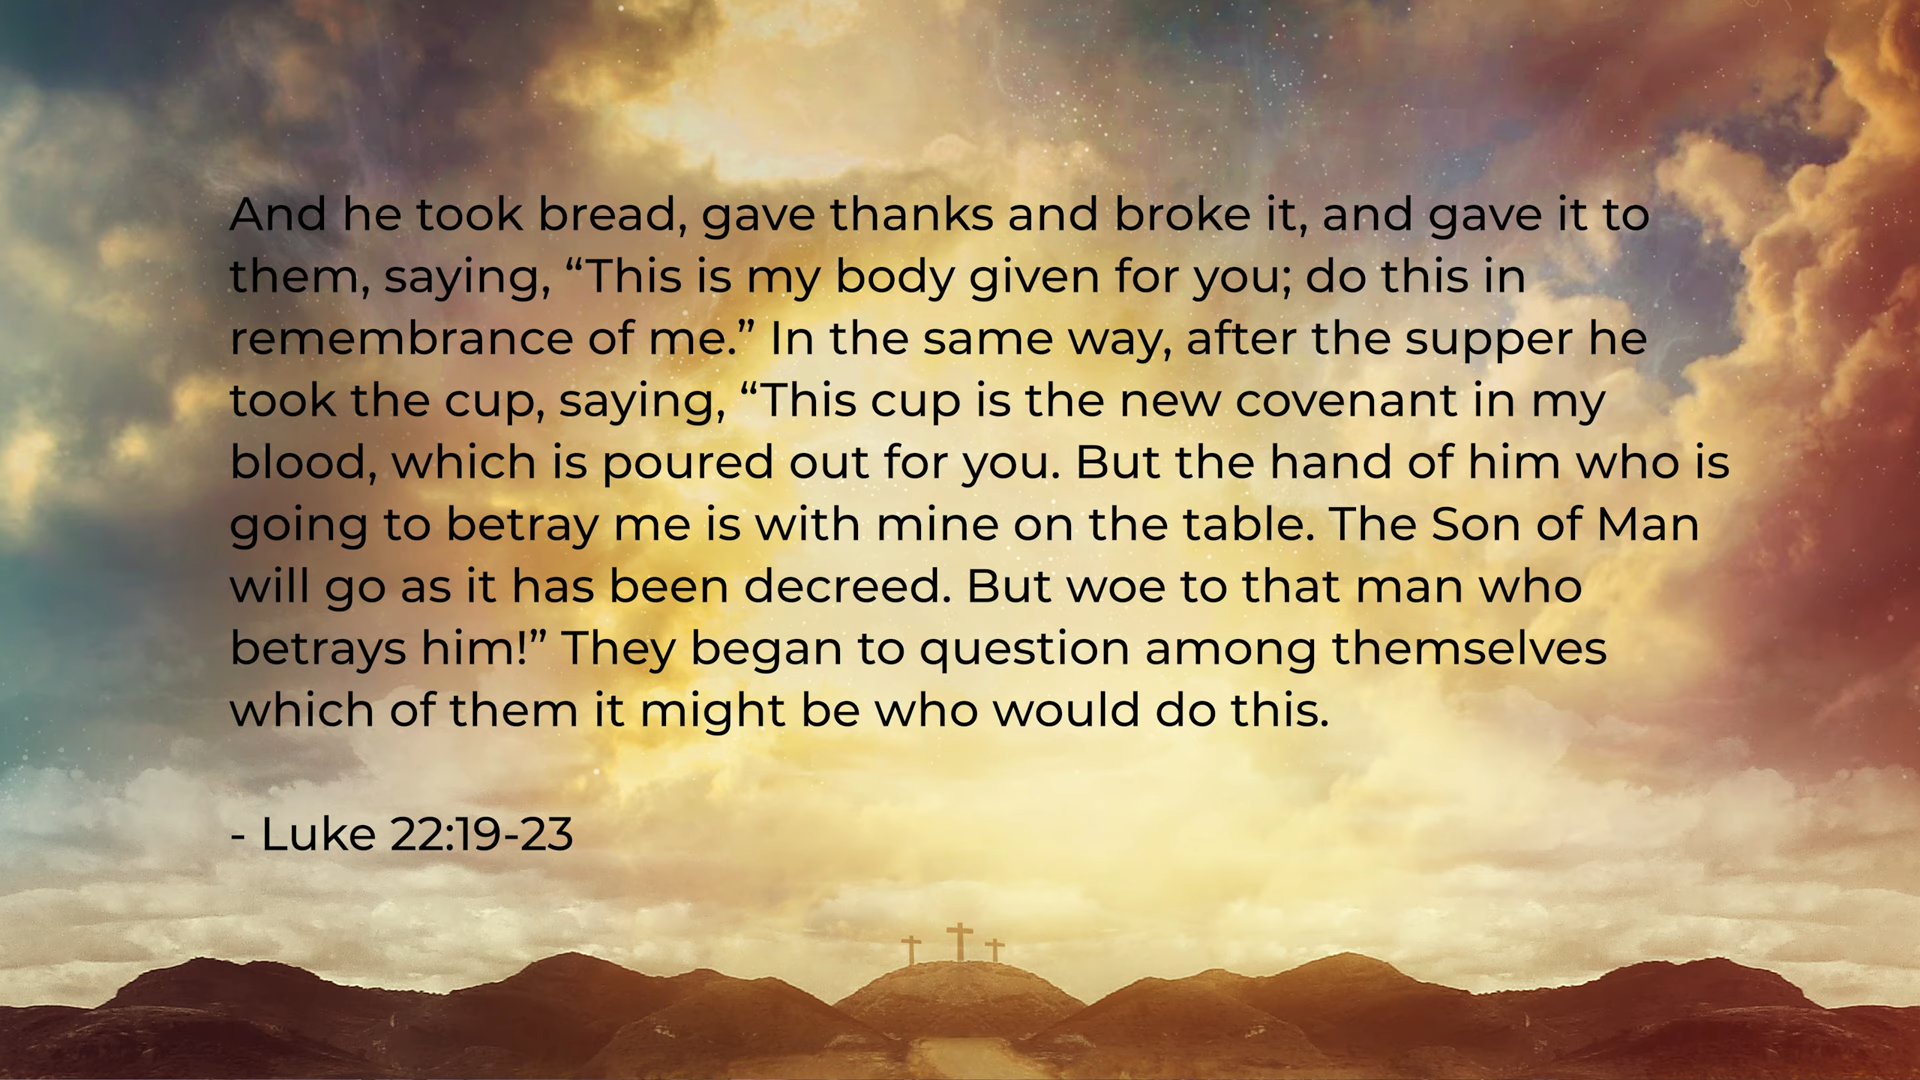 And he took bread, gave thanks and broke it, and gave it to
them, saying, “This is my body given for you; do this in
remembrance of me.” In the same way, after the supper he
took the cup, saying, “This cup is the new covenant in my
blood, which is poured out for you. But the hand of him who is
going to betray me is with mine on the table. The Son of Man
will go as it has been decreed. But woe to that man who
betrays him!” They began to question among themselves
which of them it might be who would do this.
- Luke 22:19-23